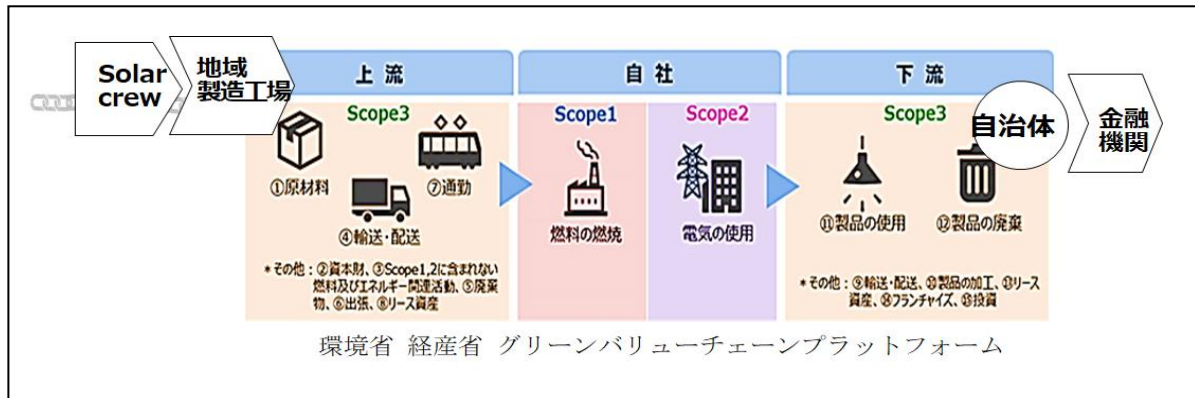 Solar
crew
地域
製造工場
上流
Scope3
①原材料
⑦通勤
④輸送・配送
*その他：②資本財、③Scope1,2に含まれない
燃料及びエネルギー関連活動、⑤廃棄
物、⑥出張、⑧リース資産
自社
Scope1
燃料の燃焼
Scope2
電気の使用
下流
Scope3
⑪製品の使用
⑫製品の廃棄
*その他：⑨輸送・配送、⑩製品の加工、⑬リース
資産、⑭フランチャイズ、⑮投資
自治体
金融
機関
環境省 経産省 グリーンバリューチェーンプラットフォーム